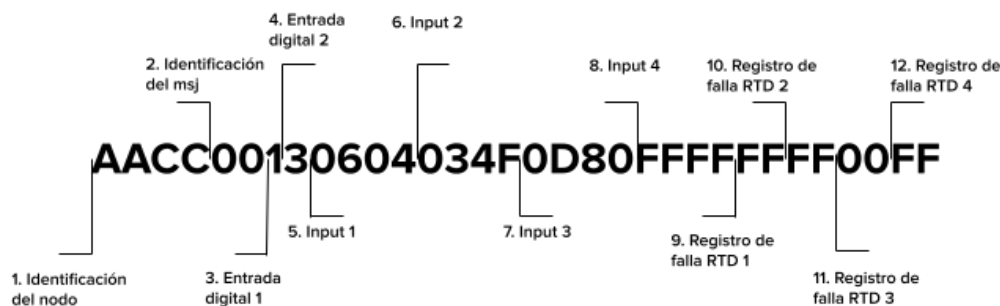 4. Entrada
digital 2
6. Input 2
2. Identificación
del msj
8. Input 4
10. Registro de
falla RTD 2
12. Registro de
falla RTD 4
AACC00130604034F0D80FFFFFFFF00FF
5. Input 1
7. Input 3
9. Registro de
falla RTD 1
1. Identificación
del nodo
3. Entrada
digital 1
11. Registro de
falla RTD 3